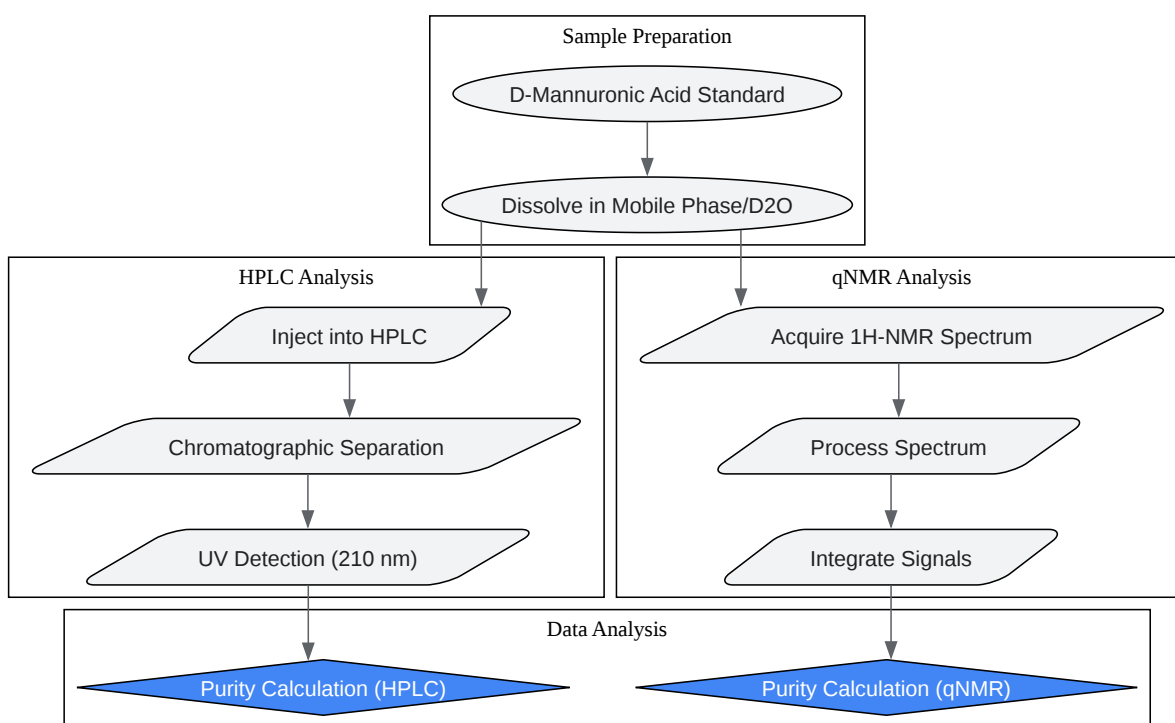 Sample Preparation
D-Mannuronic Acid Standard
Dissolve in Mobile Phase/D2O
HPLC Analysis
Inject into HPLC
Chromatographic Separation
UV Detection (210 nm)
qNMR Analysis
Acquire 1H-NMR Spectrum
Process Spectrum
Integrate Signals
Data Analysis
Purity Calculation (HPLC)
Purity Calculation (qNMR)